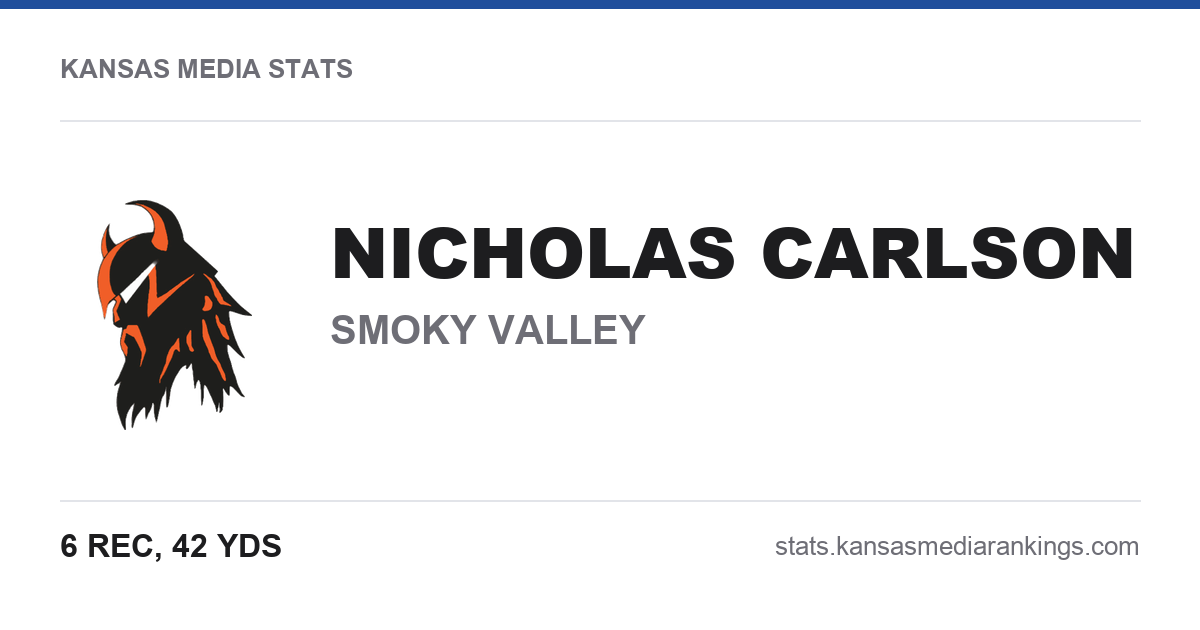 KANSAS MEDIA STATS
NICHOLAS CARLSON
SMOKY VALLEY
6 REC, 42 YDS
stats.kansasmediarankings.com